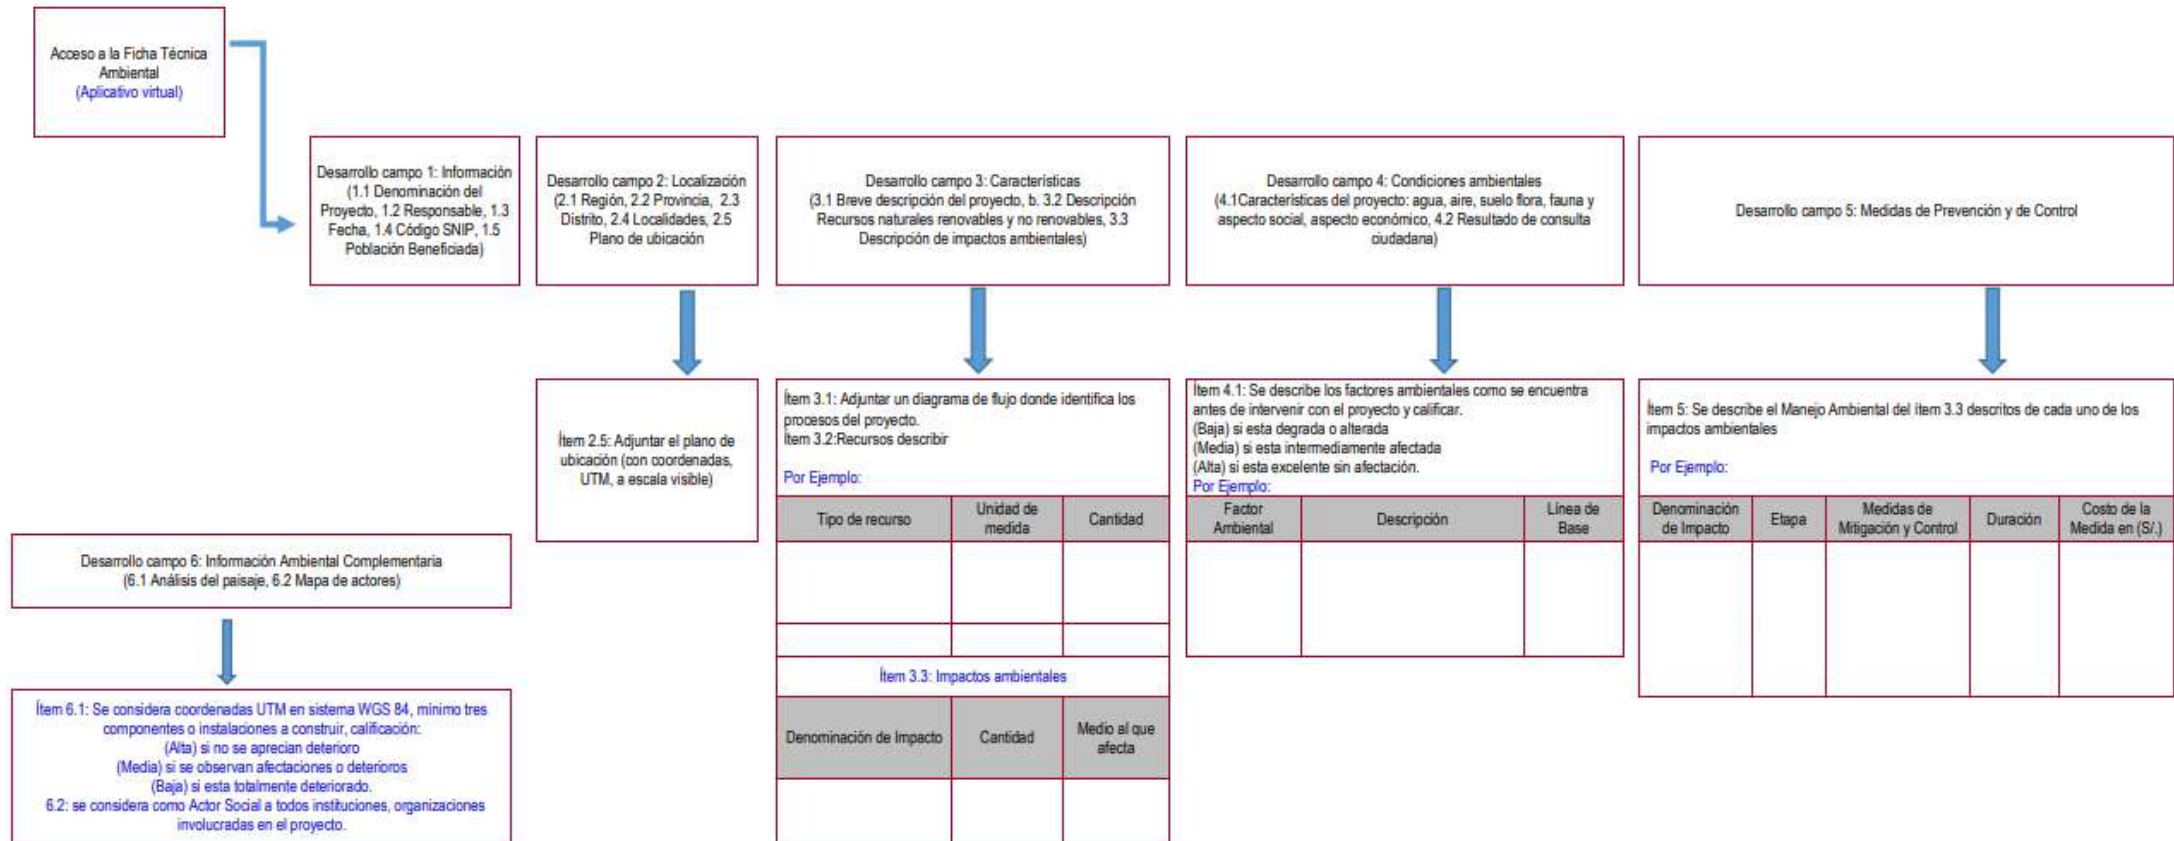 Acceso a la Ficha Técnica
Ambiental
(Aplicativo virtual)
Desarrollo campo 1: Información
(1.1 Denominación del
Proyecto, 1.2 Responsable, 1.3
Fecha, 1.4 Código SNIP, 1.5
Población Beneficiada)
Desarrollo campo 2: Localización
(2.1 Región, 2.2 Provincia, 2.3
Distrito, 2.4 Localidades, 2.5
Plano de ubicación
Desarrollo campo 3: Características
(3.1 Breve descripción del proyecto, b. 3.2 Descripción
Recursos naturales renovables y no renovables, 3.3
Descripción de impactos ambientales)
Desarrollo campo 4: Condiciones ambientales
(4.1Características del proyecto: agua, aire, suelo flora, fauna y
aspecto social, aspecto económico, 4.2 Resultado de consulta
ciudadana)
Desarrollo campo 5: Medidas de Prevención y de Control
Ítem 2.5: Adjuntar el plano de
ubicación (con coordenadas,
UTM, a escala visible)
Ítem 3.1: Adjuntar un diagrama de flujo donde identifica los
procesos del proyecto.
Ítem 3.2:Recursos describir
Por Ejemplo:
Tipo de recurso
Unidad de
medida
Cantidad
Ítem 3.3: Impactos ambientales
Denominación de Impacto
Cantidad
Medio al que
afecta
Ítem 4.1: Se describe los factores ambientales como se encuentra
antes de intervenir con el proyecto y calificar.
(Baja) si esta degrada o alterada
(Media) si esta intermediamente afectada
(Alta) si esta excelente sin afectación.
Por Ejemplo:
Factor
Ambiental
Descripción
Línea de
Base
Ítem 5: Se describe el Manejo Ambiental del ítem 3.3 descritos de cada uno de los
impactos ambientales
Por Ejemplo:
Denominación
de Impacto
Etapa
Medidas de
Mitigación y Control
Duración
Costo de la
Medida en (S/.)
Desarrollo campo 6: Información Ambiental Complementaria
(6.1 Análisis del paisaje, 6.2 Mapa de actores)
Ítem 6.1: Se considera coordenadas UTM en sistema WGS 84, mínimo tres
componentes o instalaciones a construir, calificación:
(Alta) si no se aprecian deterioro
(Media) si se observan afectaciones o deterioros
(Baja) si esta totalmente deteriorado.
6.2: se considera como Actor Social a todos instituciones, organizaciones
involucradas en el proyecto.